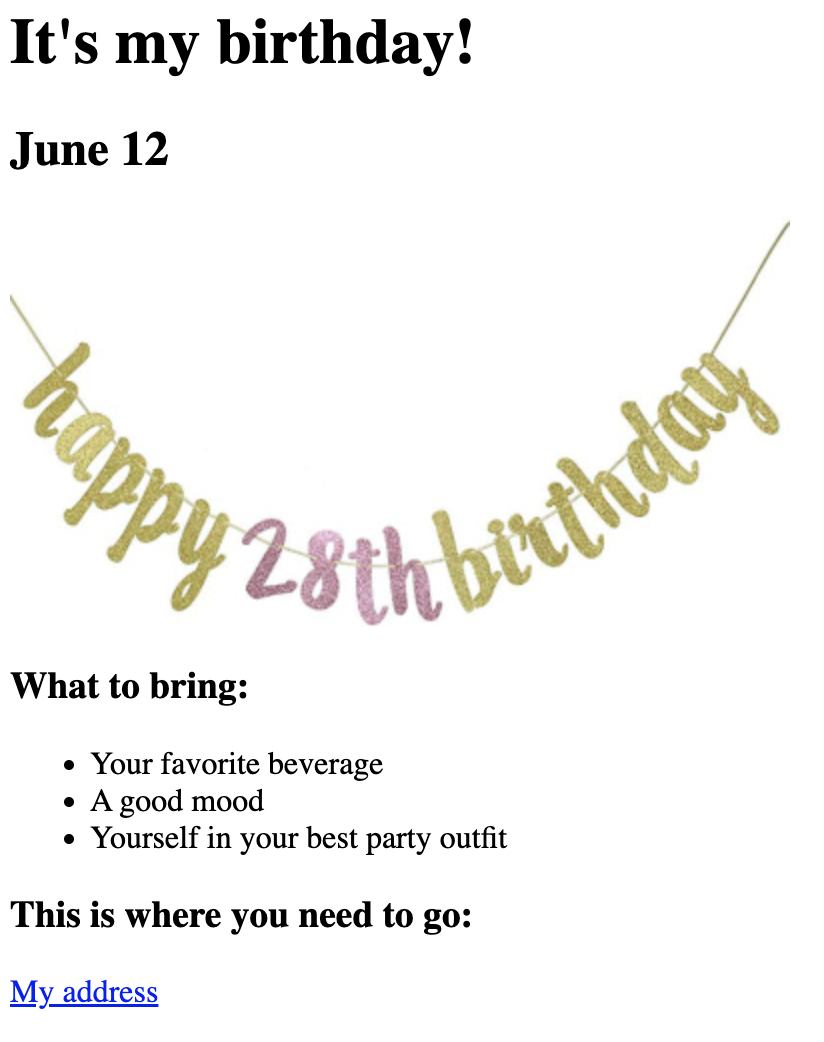 It's my birthday!
June 12
happy 28th birthday
What to bring:
• Your favorite beverage
• A good mood
• Yourself in your best party outfit
This is where you need to go:
My address